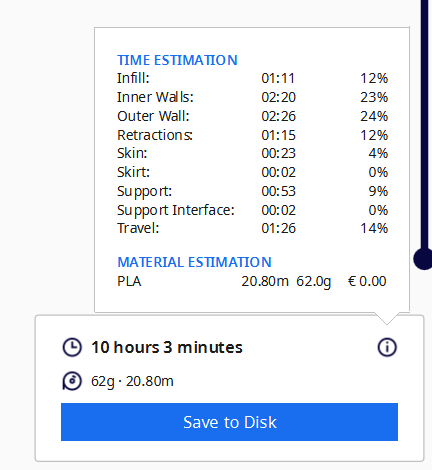 TIME ESTIMATION
Infill: 01:11 12%
Inner Walls: 02:20 23%
Outer Wall: 02:26 24%
Retractions: 01:15 12%
Skin: 00:23 4%
Skirt: 00:02 0%
Support: 00:53 9%
Support Interface: 00:02 0%
Travel: 01:26 14%
MATERIAL ESTIMATION
PLA 20.80m 62.0g € 0.00
10 hours 3 minutes
62g · 20.80m
Save to Disk